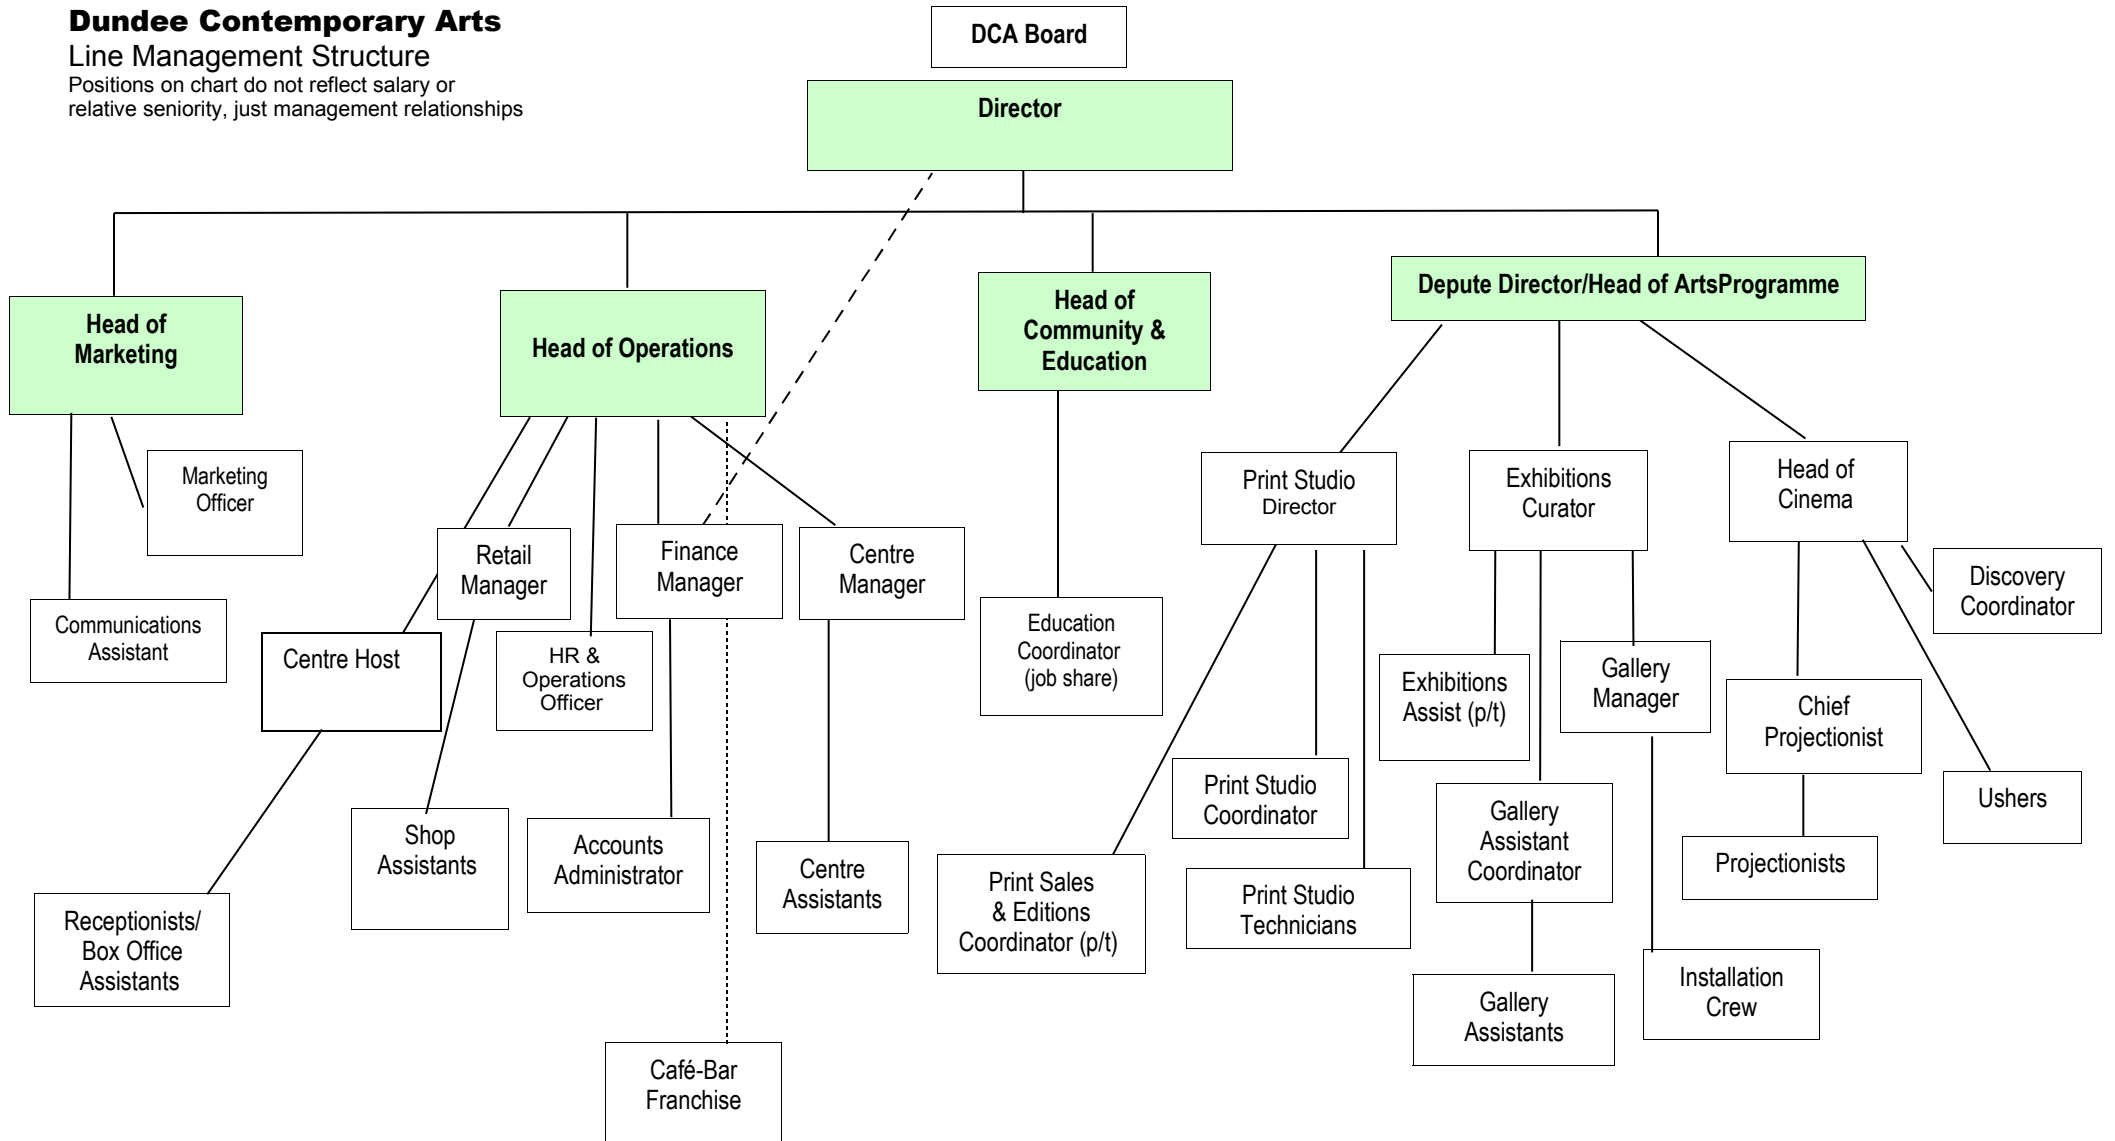 Dundee Contemporary Arts
Line Management Structure
Positions on chart do not reflect salary or
relative seniority, just management relationships
DCA Board
Director
Head of
Marketing
Head of Operations
Head of
Community &
Education
Depute Director/Head of ArtsProgramme
Marketing
Officer
Communications
Assistant
Retail
Manager
Finance
Manager
Centre
Manager
Centre Host
HR &
Operations
Officer
Education
Coordinator
(job share)
Print Studio
Director
Exhibitions
Curator
Head of
Cinema
Discovery
Coordinator
Exhibitions
Assist (p/t)
Gallery
Manager
Chief
Projectionist
Ushers
Receptionists/
Box Office
Assistants
Shop
Assistants
Accounts
Administrator
Centre
Assistants
Print Sales
& Editions
Coordinator (p/t)
Print Studio
Coordinator
Print Studio
Technicians
Gallery
Assistant
Coordinator
Projectionists
Gallery
Assistants
Installation
Crew
Café-Bar
Franchise